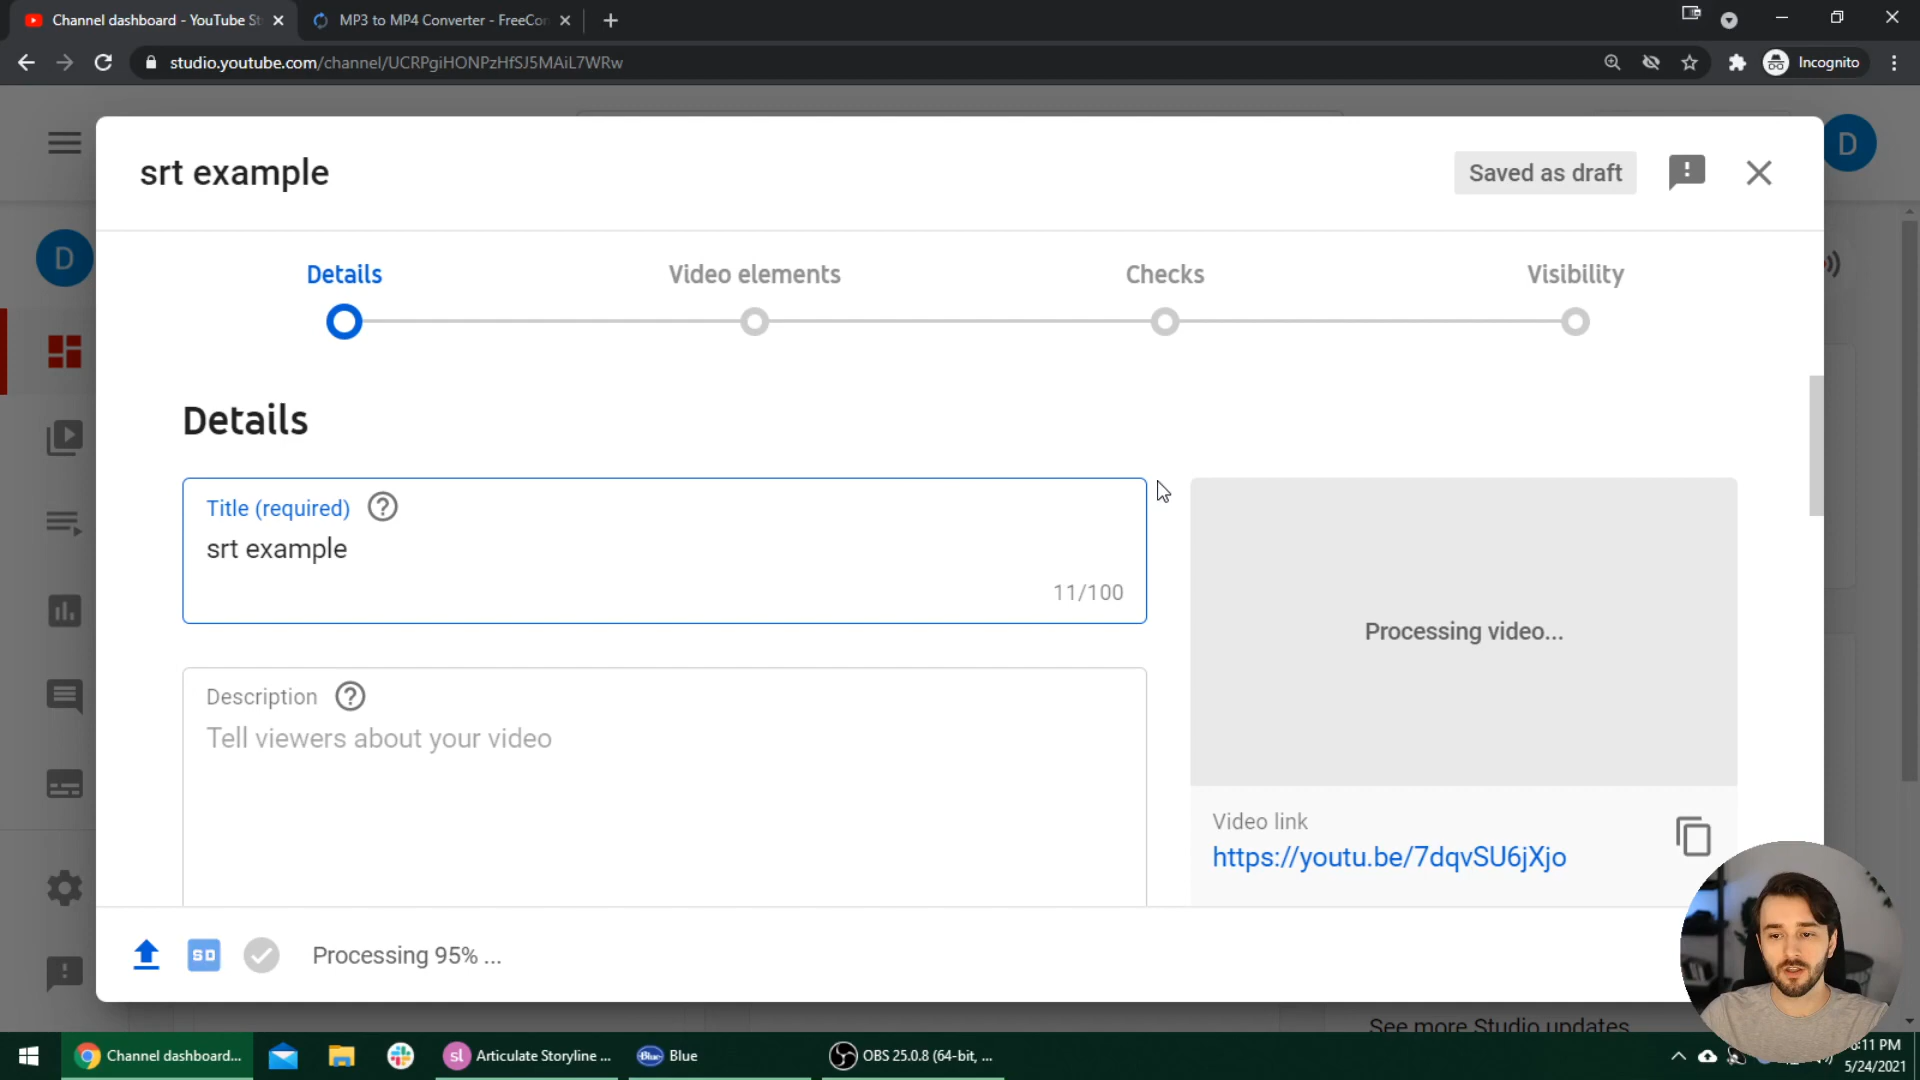 Channel dashboard - YouTube St
MP3 to MP4 Converter - FreeCon
studio.youtube.com/channel/UCRPgiHONPzHfSJ5MAiL7WRw
Incognito
srt example
Saved as draft
D
D
Details
Video elements
Checks
Visibility
Details
Title (required)
srt example
11/100
Processing video...
Description
Tell viewers about your video
Video link
https://youtu.be/7dqvSU6jXjo
SD
Processing 95% ...
See more Studio updates
Channel dashboard...
sl
Articulate Storyline ...
Blue
Blue
OBS 25.0.8 (64-bit, ...
:11 PM
5/24/2021